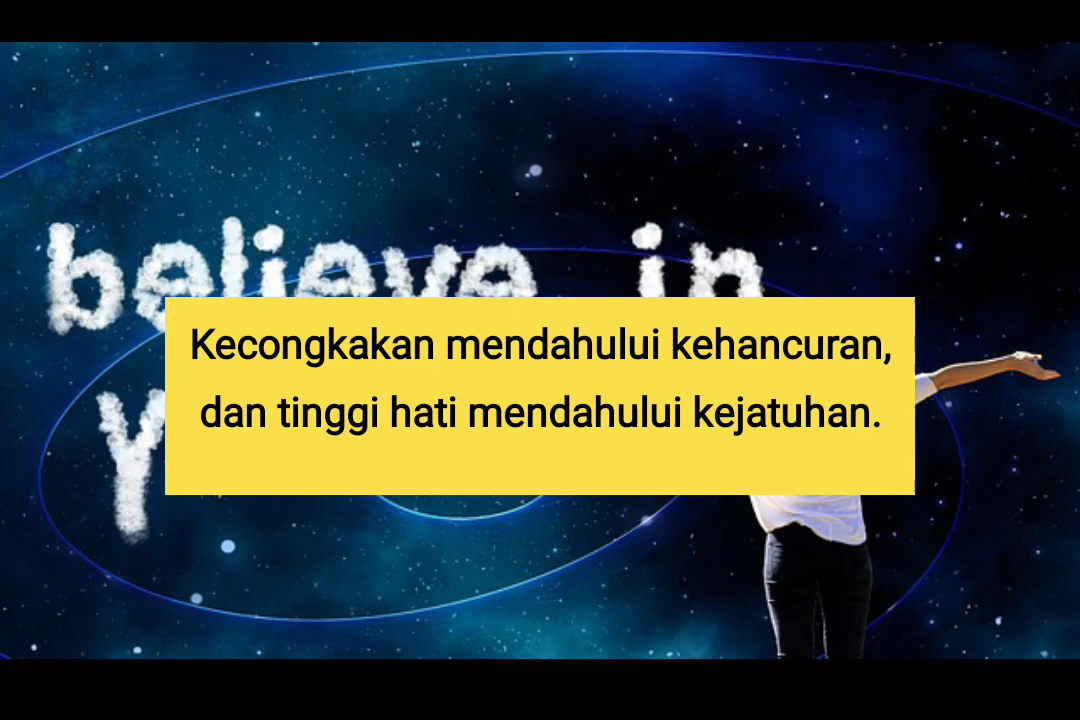 believe in
Y
Kecongkakan mendahului kehancuran,
dan tinggi hati mendahului kejatuhan.